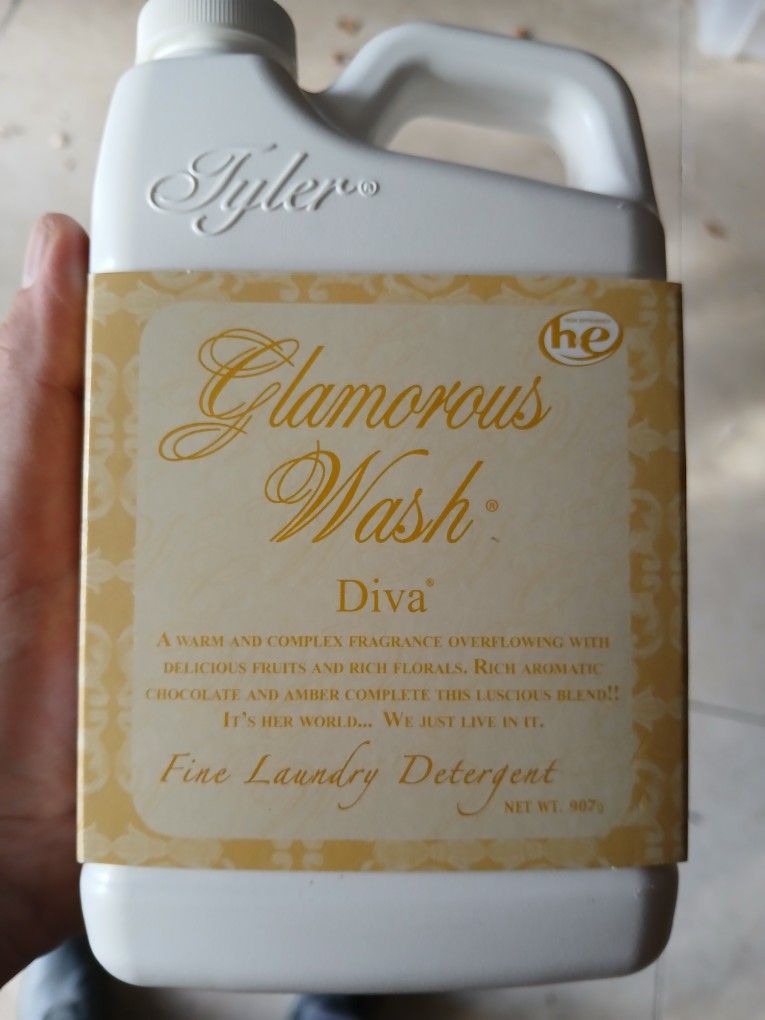 Tyler®
he
Glamorous
Wash®
Diva®
A WARM AND COMPLEX FRAGRANCE OVERFLOWING WITH
DELICIOUS FRUITS AND RICH FLORALS. RICH AROMATIC
CHOCOLATE AND AMBER COMPLETE THIS LUSCIOUS BLEND!!
IT'S HER WORLD... WE JUST LIVE IN IT.
Fine Laundry Detergent
NET WT. 907g